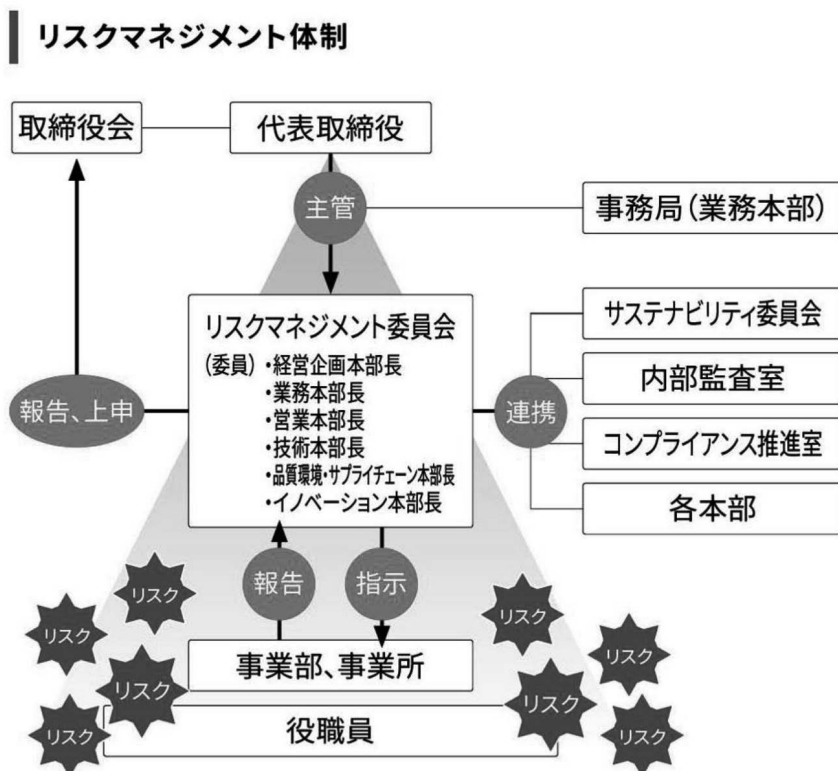 リスクマネジメント体制
取締役会
代表取締役
主管
事務局(業務本部)
リスクマネジメント委員会
(委員)・経営企画本部長
・業務本部長
・営業本部長
・技術本部長
・品質環境・サプライチェーン本部長
・イノベーション本部長
報告、上申
連携
サステナビリティ委員会
内部監査室
コンプライアンス推進室
各本部
報告
指示
事業部、事業所
役職員
リスク
リスク
リスク
リスク
リスク
リスク
リスク
リスク